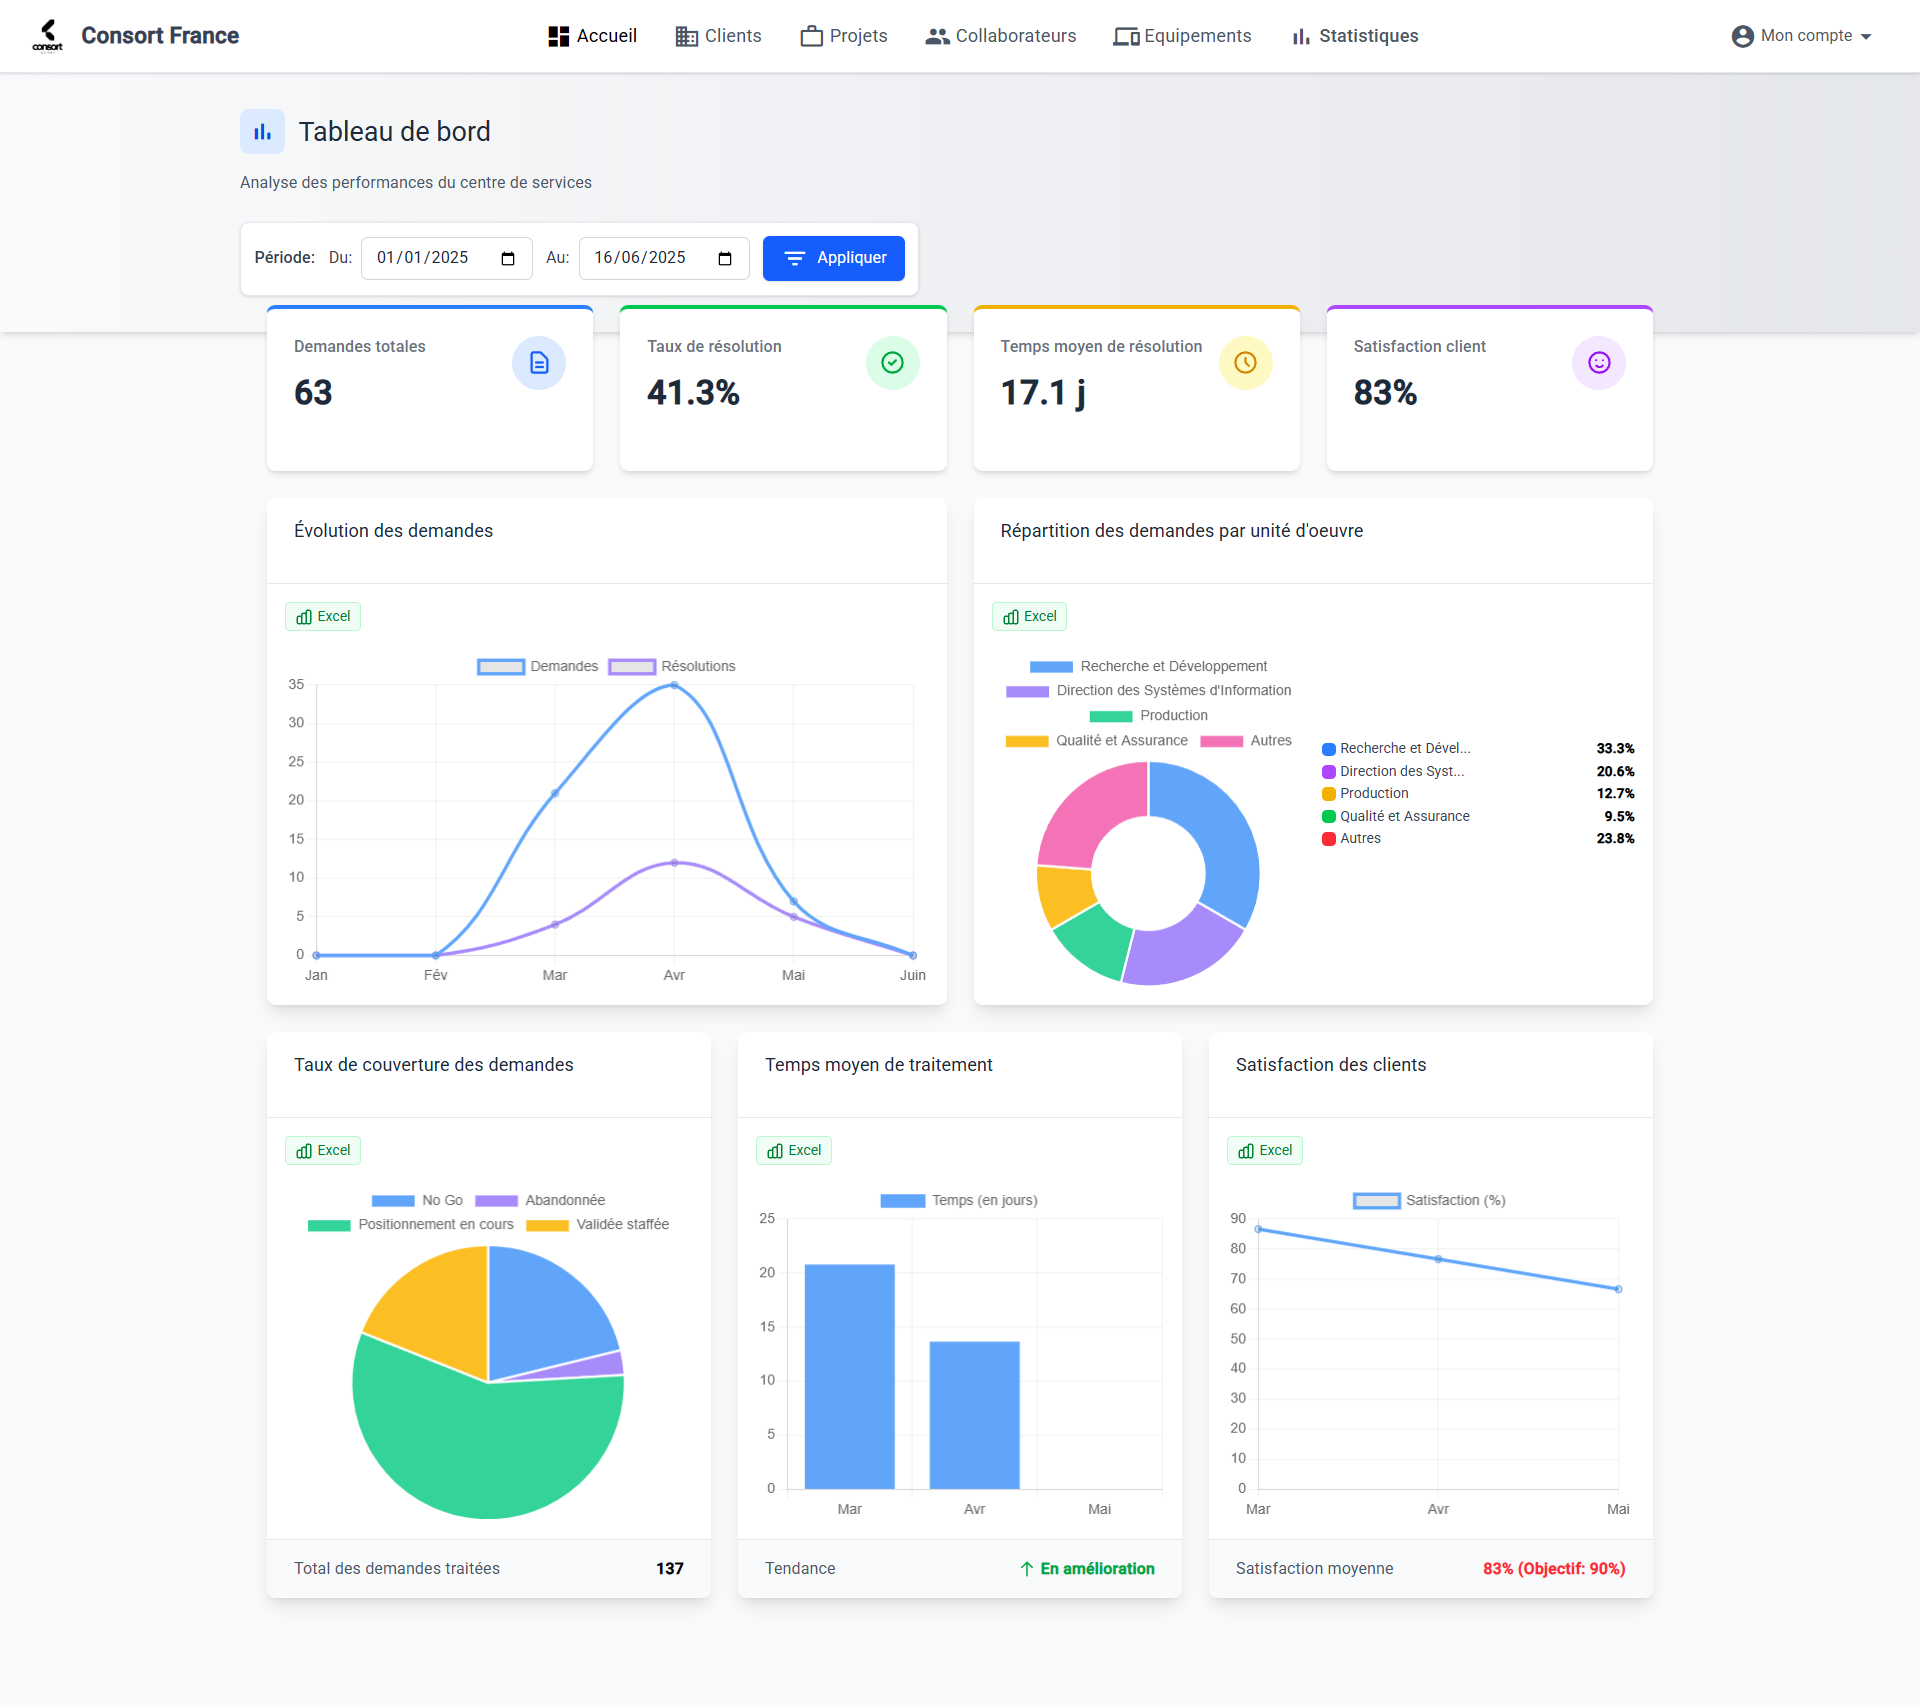 consort
Consort France
Accueil
Clients
Projets
Collaborateurs
Equipements
Statistiques
Mon compte
Tableau de bord
Analyse des performances du centre de services
Période: Du: 01/01/2025 Au: 16/06/2025 Appliquer
Demandes totales
63
Taux de résolution
41.3%
Temps moyen de résolution
17.1 j
Satisfaction client
83%
Évolution des demandes
Excel
Demandes Résolutions
35
30
25
20
15
10
5
0
Jan Fév Mar Avr Mai Juin
Répartition des demandes par unité d'oeuvre
Excel
Recherche et Développement
Direction des Systèmes d'Information
Production
Qualité et Assurance Autres
Recherche et Dével... 33.3%
Direction des Syst... 20.6%
Production 12.7%
Qualité et Assurance 9.5%
Autres 23.8%
Taux de couverture des demandes
Excel
No Go Abandonnée
Positionnement en cours Validée staffée
Total des demandes traitées 137
Temps moyen de traitement
Excel
Temps (en jours)
25
20
15
10
5
0
Mar Avr Mai
Tendance En amélioration
Satisfaction des clients
Excel
Satisfaction (%)
90
80
70
60
50
40
30
20
10
0
Mar Avr Mai
Satisfaction moyenne 83% (Objectif: 90%)